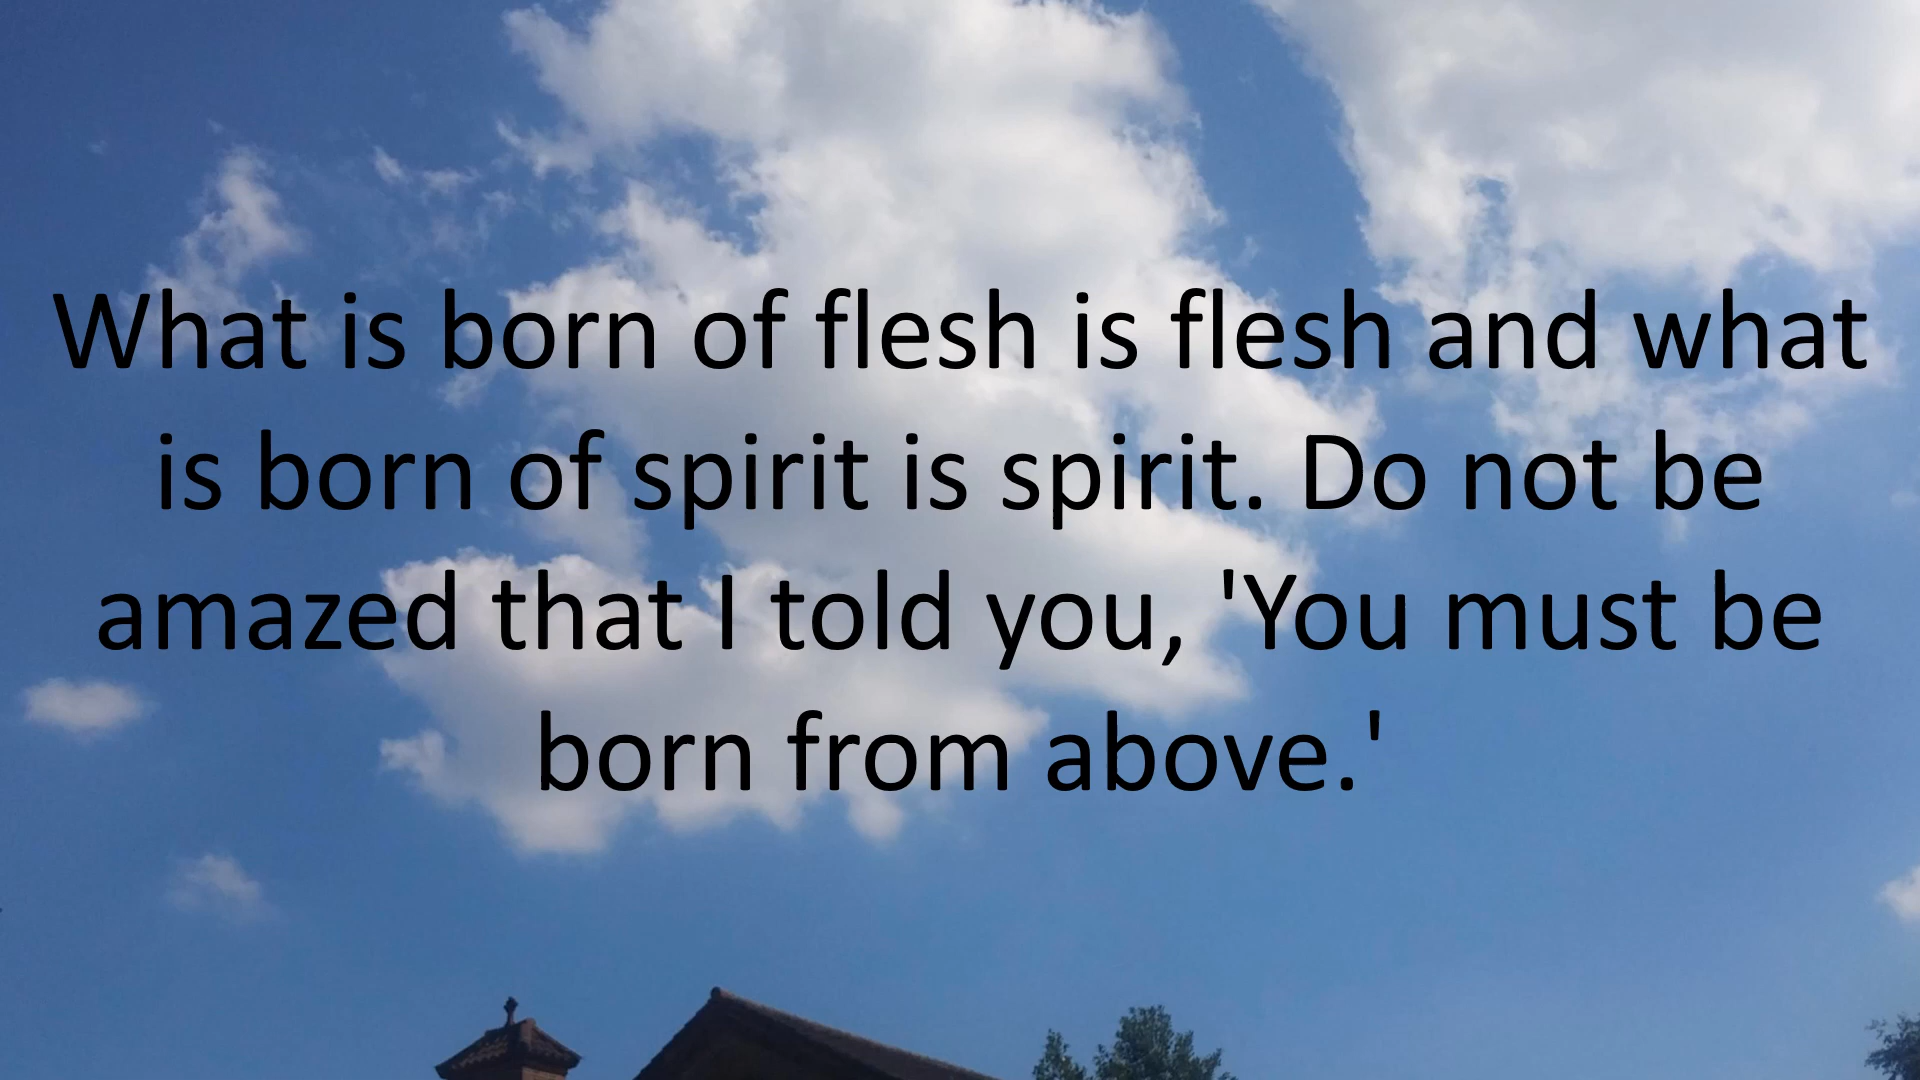 What is born of flesh is flesh and what
is born of spirit is spirit. Do not be
amazed that I told you, 'You must be
born from above.'